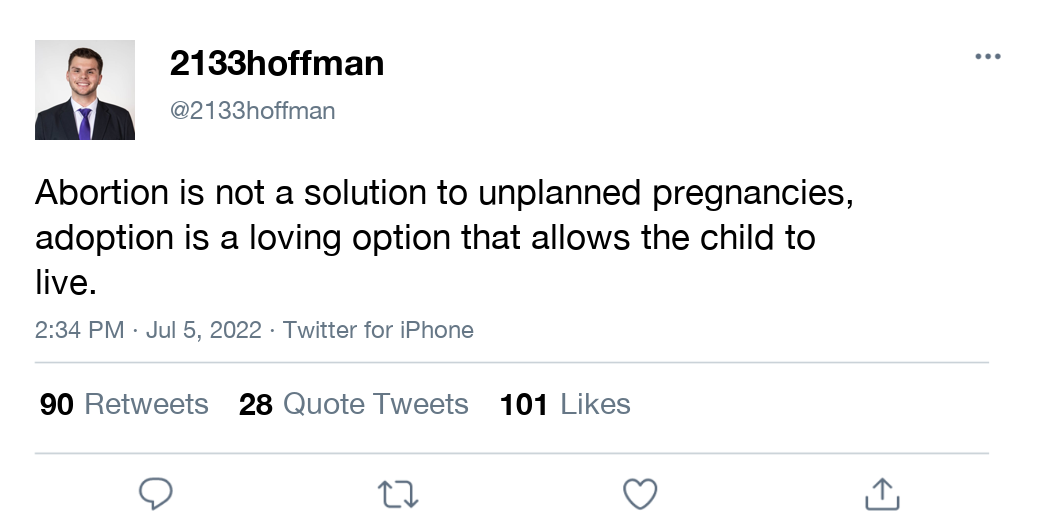 2133hoffman
@2133hoffman
Abortion is not a solution to unplanned pregnancies,
adoption is a loving option that allows the child to
live.
2:34 PM · Jul 5, 2022 · Twitter for iPhone
90 Retweets 28 Quote Tweets 101 Likes